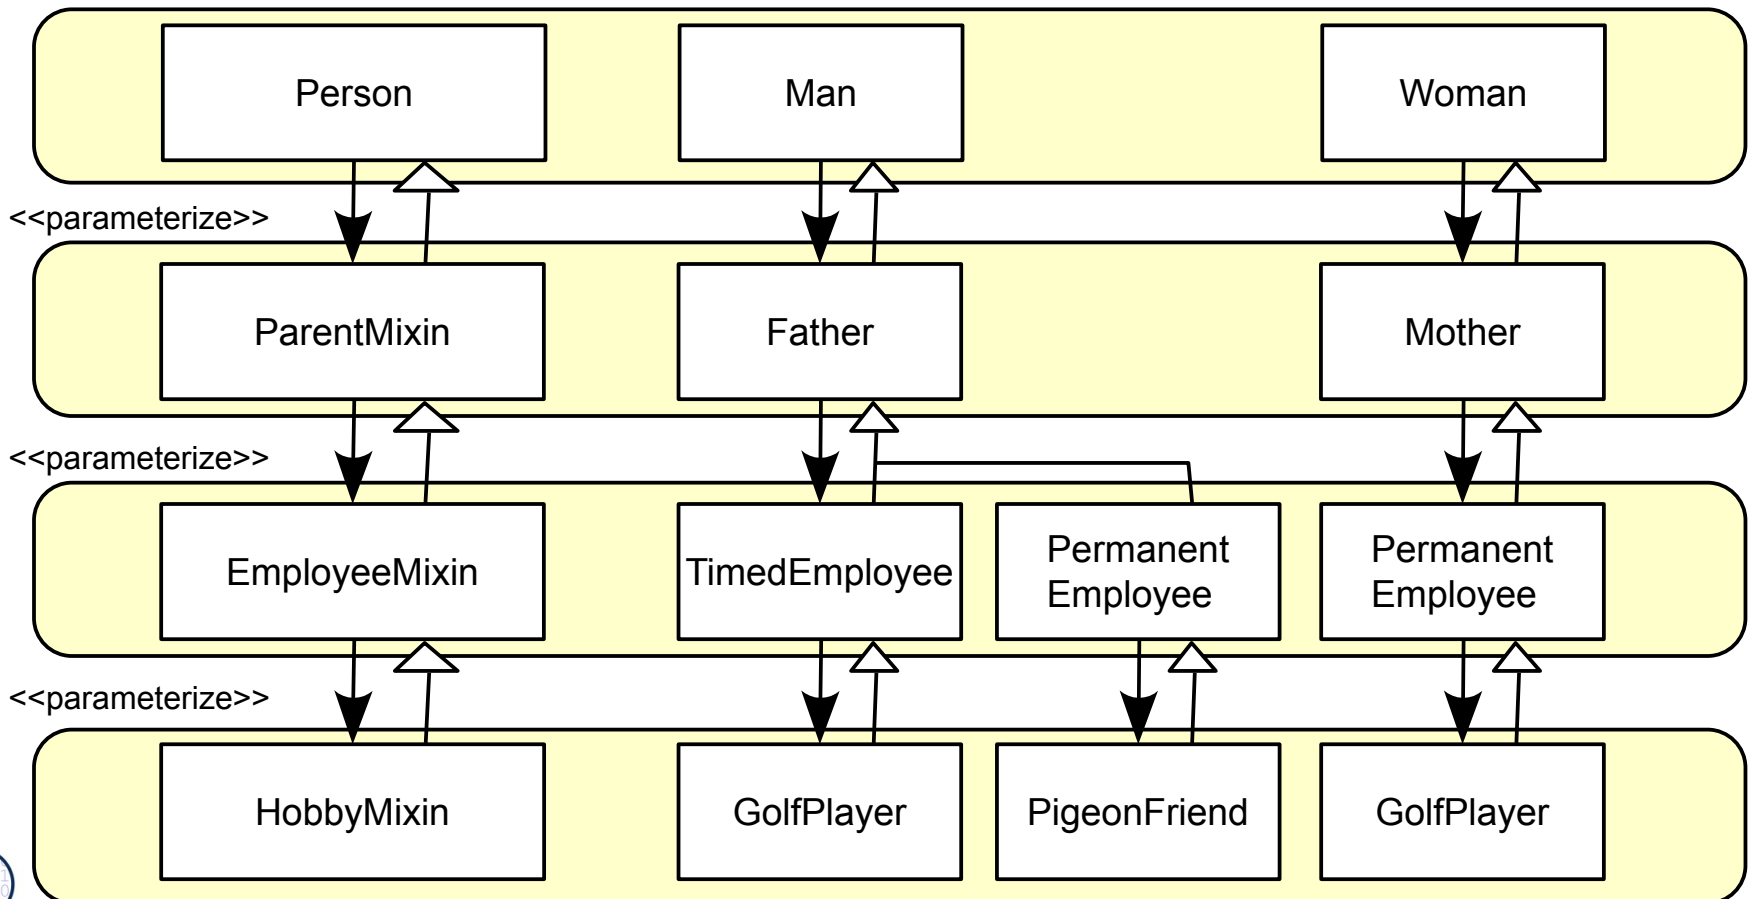 Person
Man
Woman
<<parameterize>>
ParentMixin
Father
Mother
<<parameterize>>
EmployeeMixin
TimedEmployee
Permanent
Employee
Permanent
Employee
<<parameterize>>
HobbyMixin
GolfPlayer
PigeonFriend
GolfPlayer